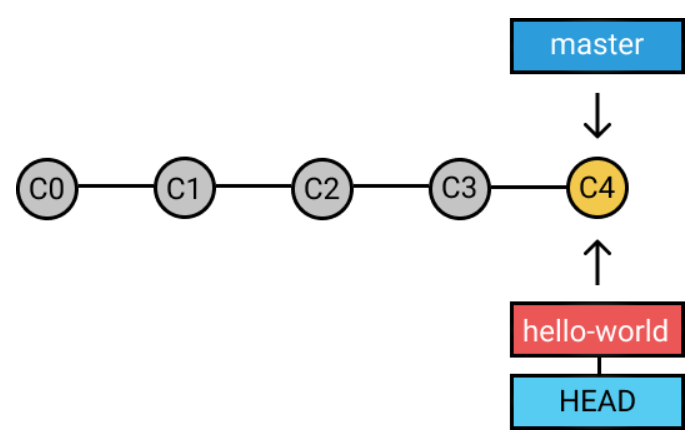 master
C0 C1 C2 C3 C4
hello-world
HEAD